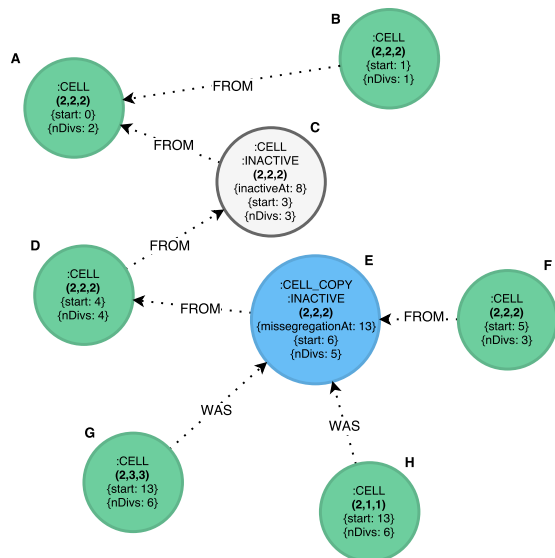 B
A
:CELL
(2,2,2)
{start: 1}
{nDivs: 1}
:CELL
(2,2,2)
{start: 0}
{nDivs: 2}
FROM
C
FROM
:CELL
:INACTIVE
(2,2,2)
{inactiveAt: 8}
{start: 3}
{nDivs: 3}
D
FROM
:CELL
(2,2,2)
{start: 4}
{nDivs: 4}
E
F
:CELL_COPY
:INACTIVE
(2,2,2)
{missegregationAt: 13}
{start: 6}
{nDivs: 5}
FROM
FROM
:CELL
(2,2,2)
{start: 5}
{nDivs: 3}
WAS
WAS
G
:CELL
(2,3,3)
{start: 13}
{nDivs: 6}
H
:CELL
(2,1,1)
{start: 13}
{nDivs: 6}